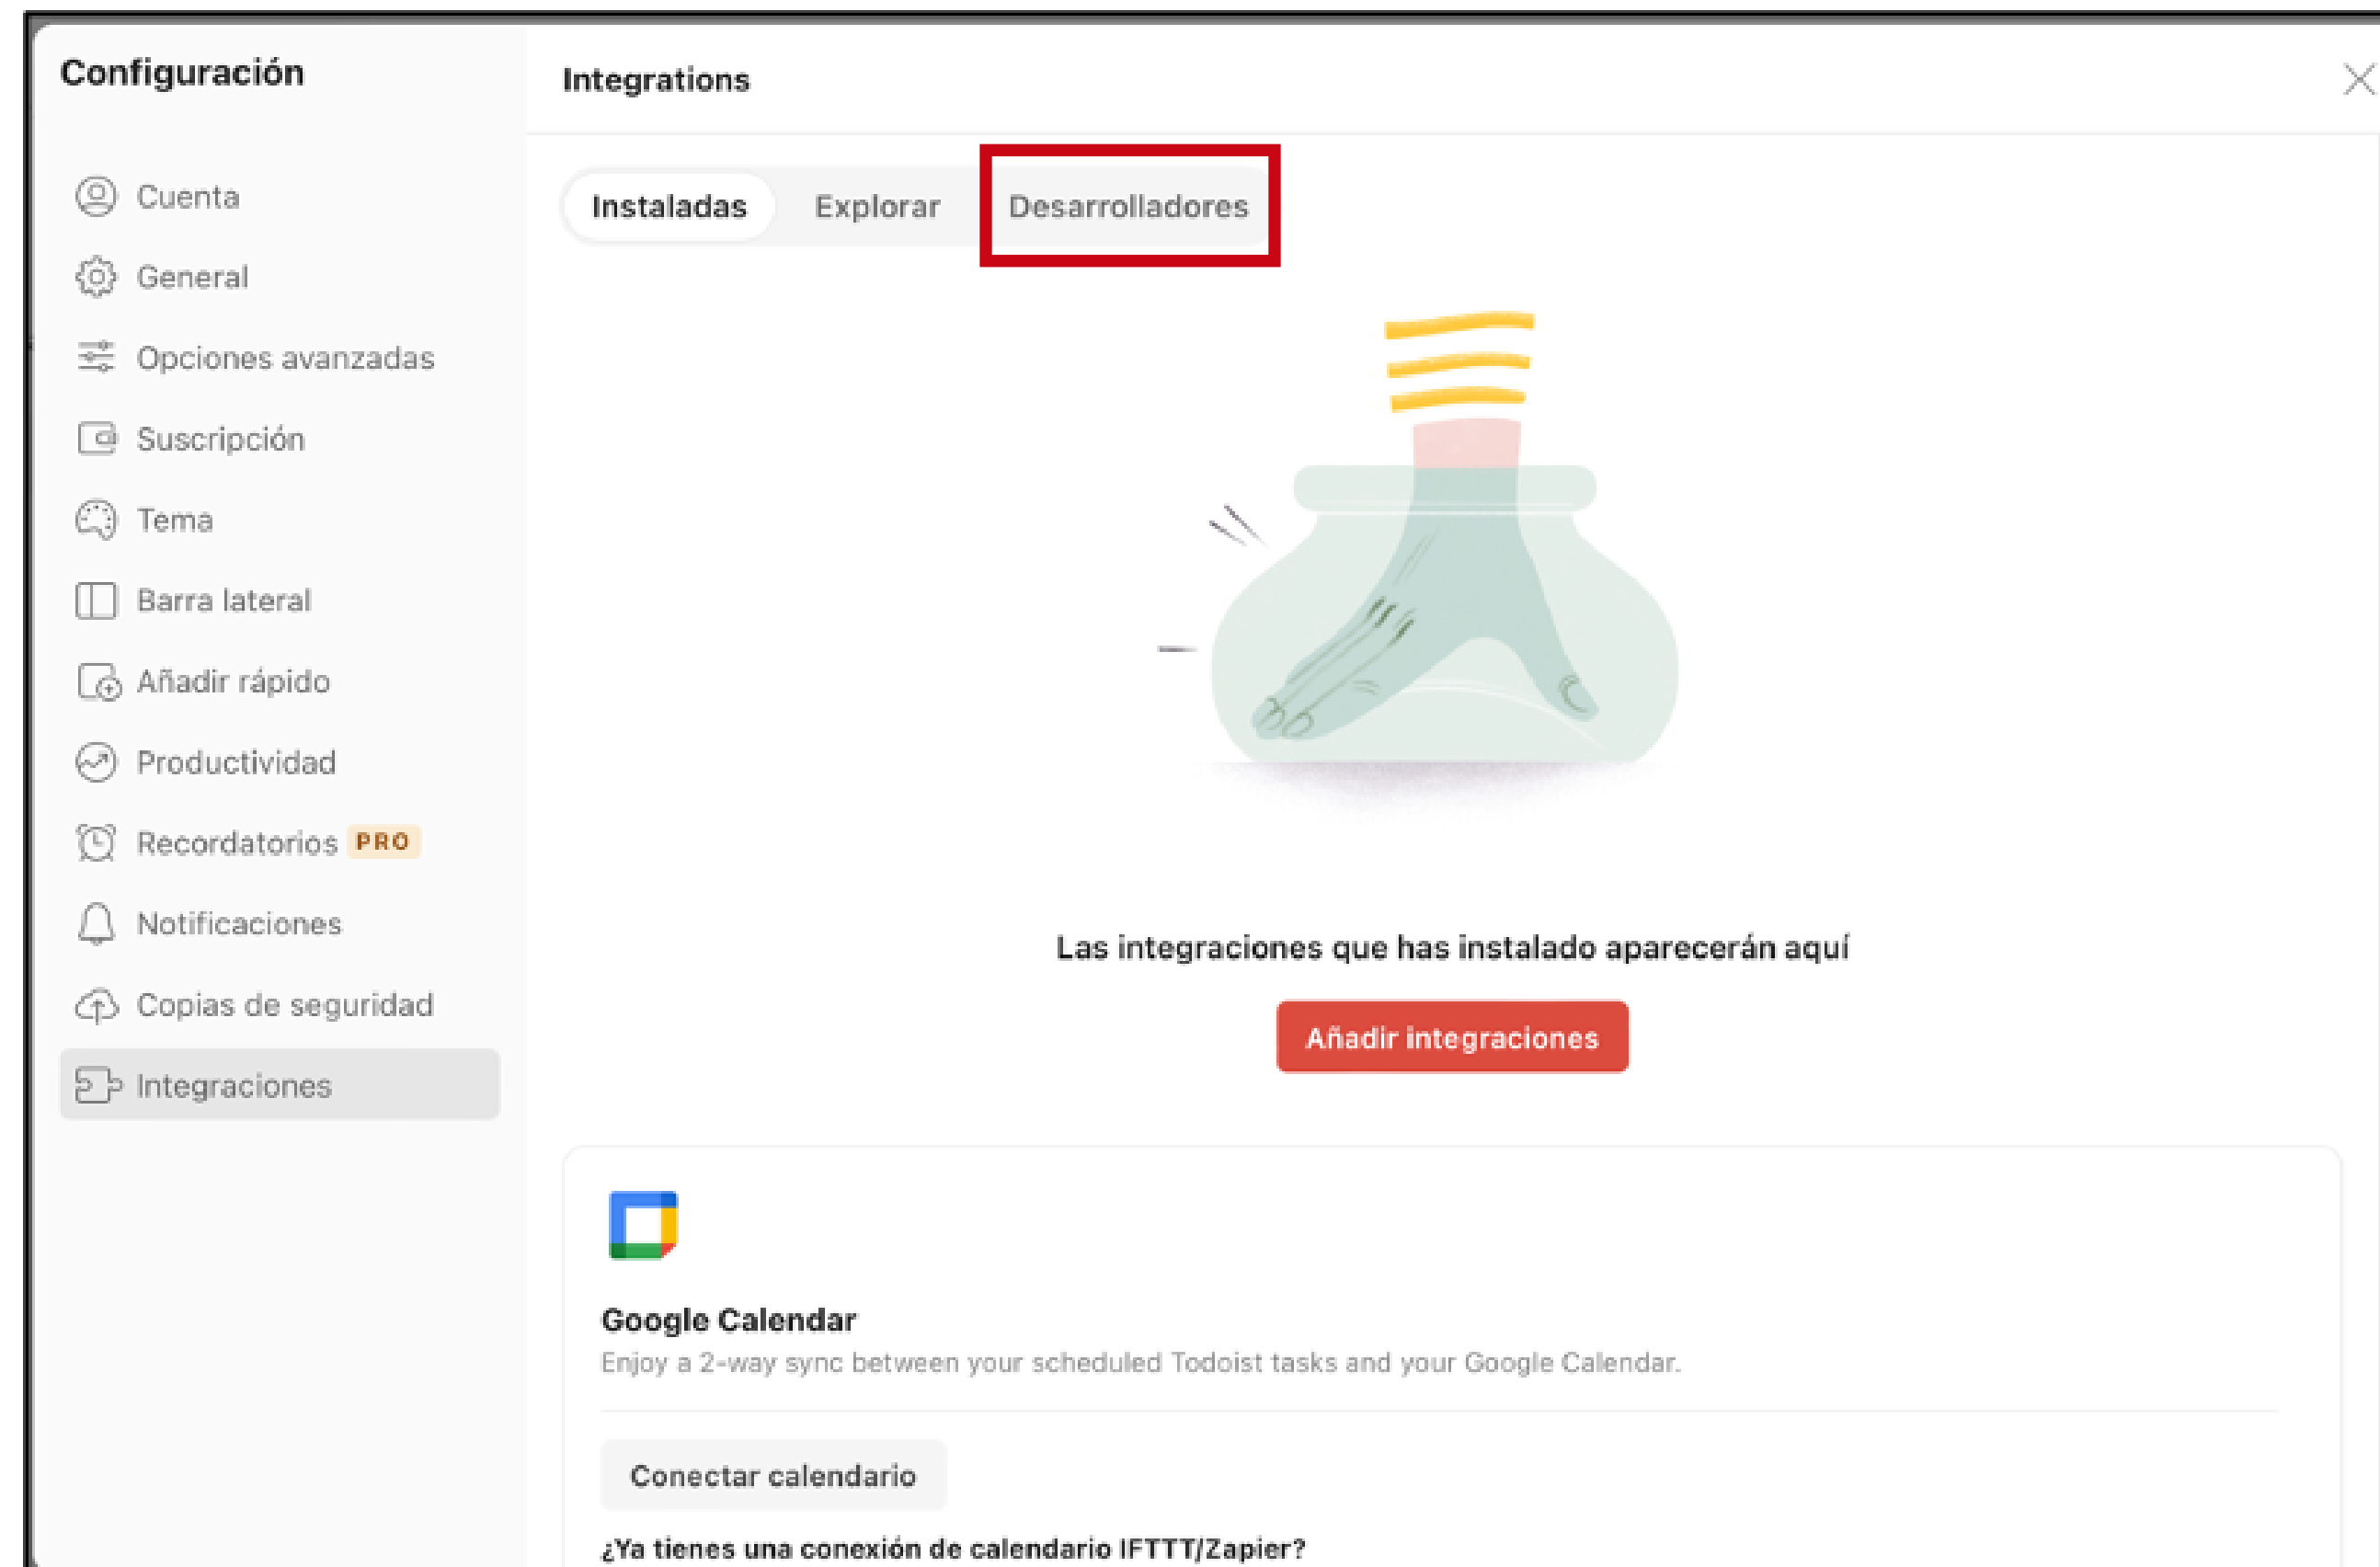 Configuración
Cuenta
General
Opciones avanzadas
Suscripción
Tema
Barra lateral
Añadir rápido
Productividad
Recordatorios PRO
Notificaciones
Copias de seguridad
Integraciones
Integrations
Instaladas Explorar Desarrolladores
Las integraciones que has instalado aparecerán aquí
Añadir integraciones
Google Calendar
Enjoy a 2-way sync between your scheduled Todoist tasks and your Google Calendar.
Conectar calendario
¿Ya tienes una conexión de calendario IFTTT/Zapier?